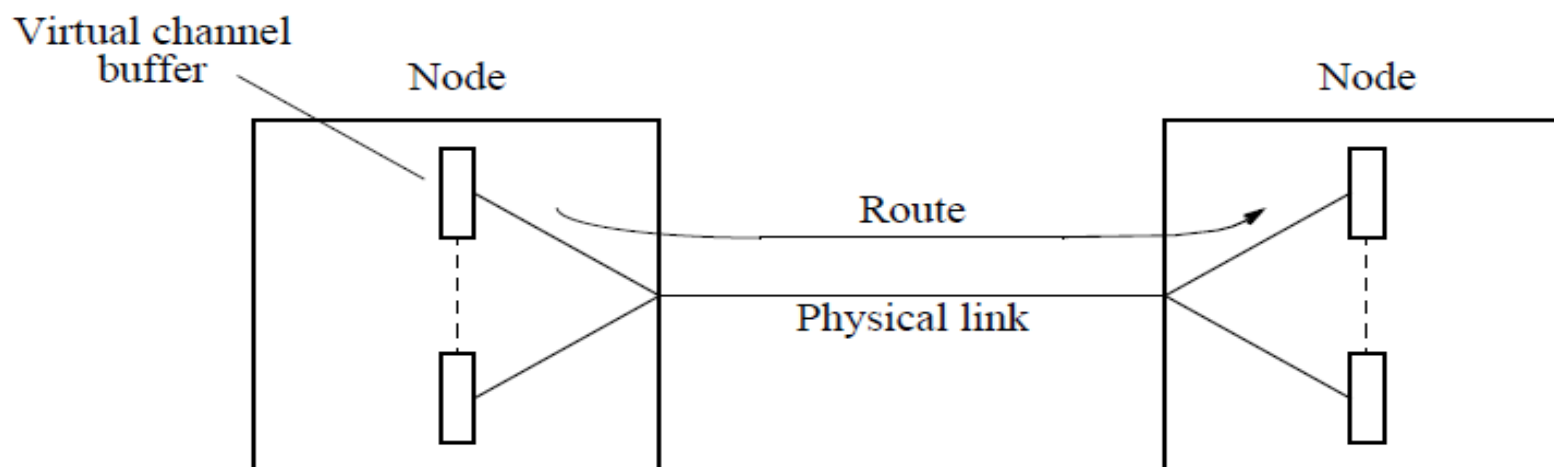 Virtual channel
buffer
Node
Node
Route
Physical link